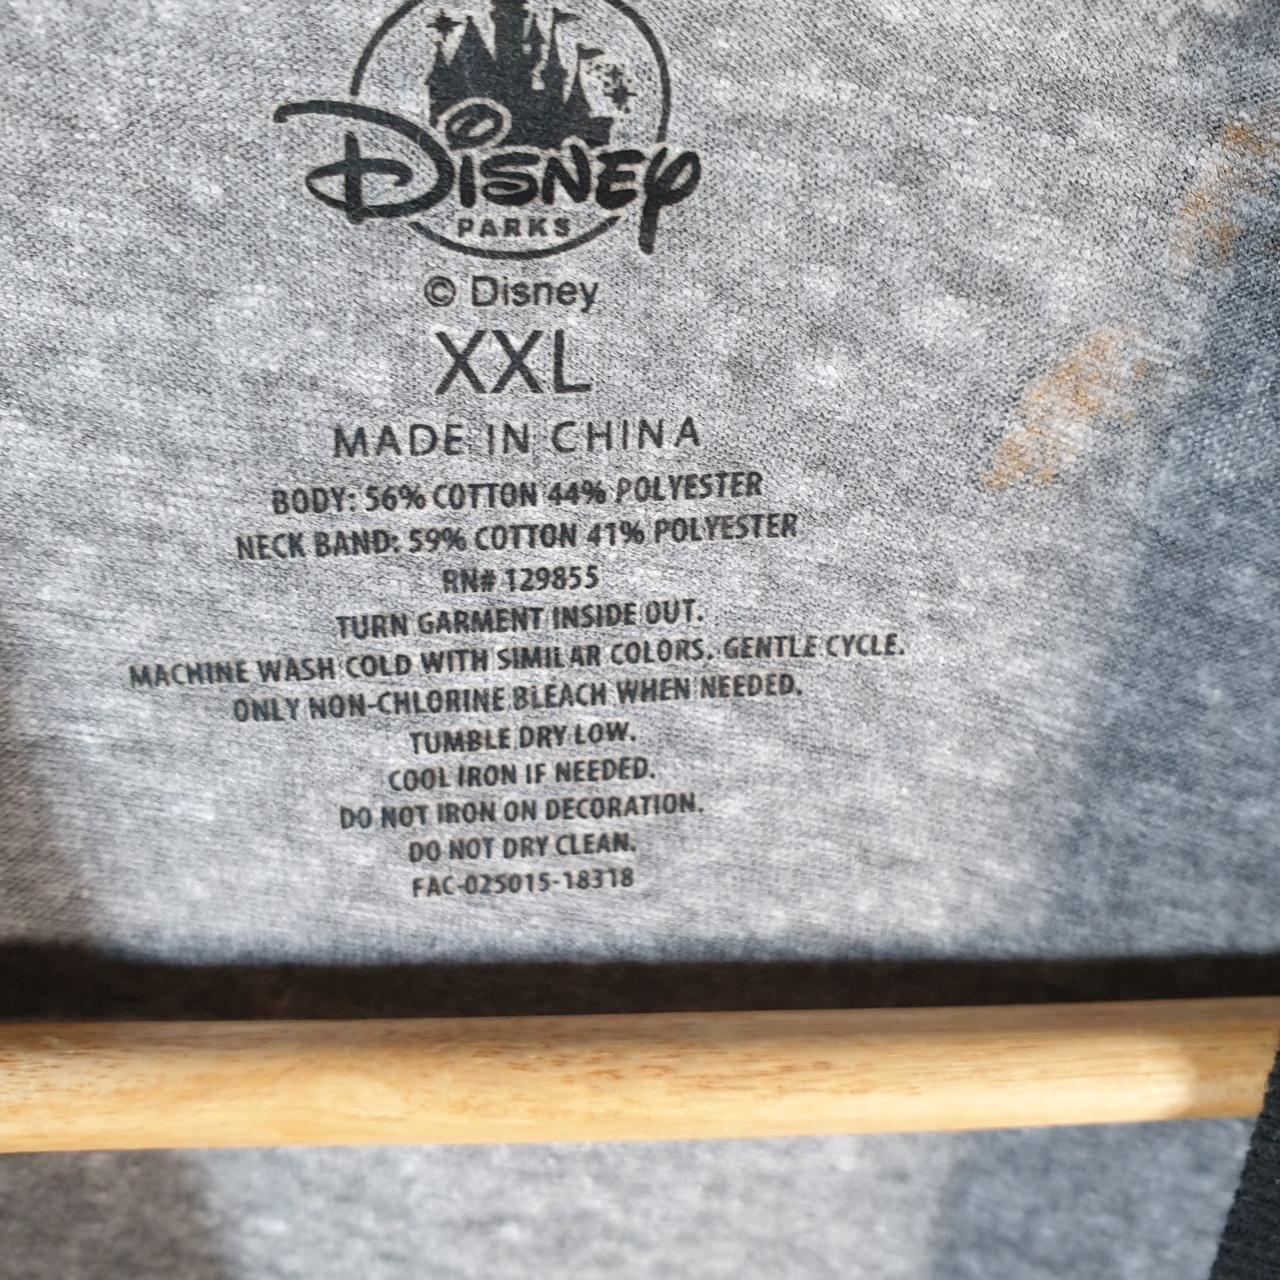 Disney
PARKS
© Disney
XXL
MADE IN CHINA
BODY: 56% COTTON 44% POLYESTER
NECK BAND: 59% COTTON 41% POLYESTER
RN# 129855
TURN GARMENT INSIDE OUT.
MACHINE WASH COLD WITH SIMILAR COLORS. GENTLE CYCLE.
ONLY NON-CHLORINE BLEACH WHEN NEEDED.
TUMBLE DRY LOW.
COOL IRON IF NEEDED.
DO NOT IRON ON DECORATION.
DO NOT DRY CLEAN.
FAC-025015-18318